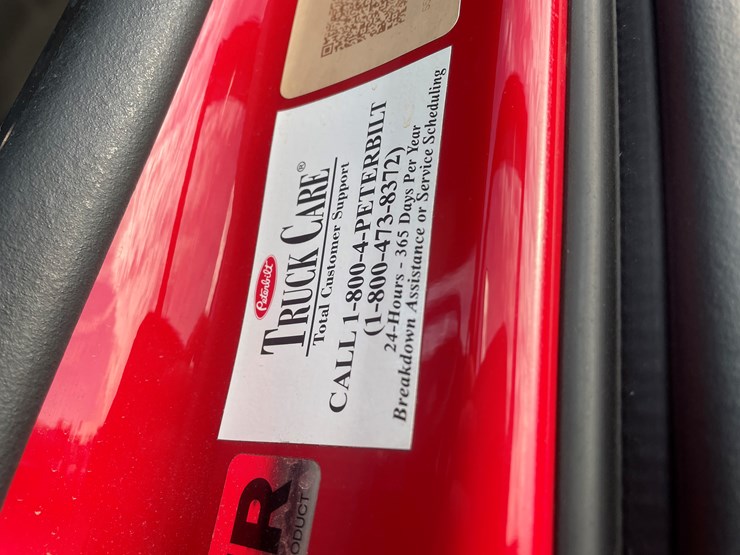 Peterbilt
TRUCK CARE®
Total Customer Support
CALL 1-800-4-PETERBILT
(1-800-473-8372)
24-Hours - 365 Days Per Year
Breakdown Assistance or Service Scheduling
R
ODUCT